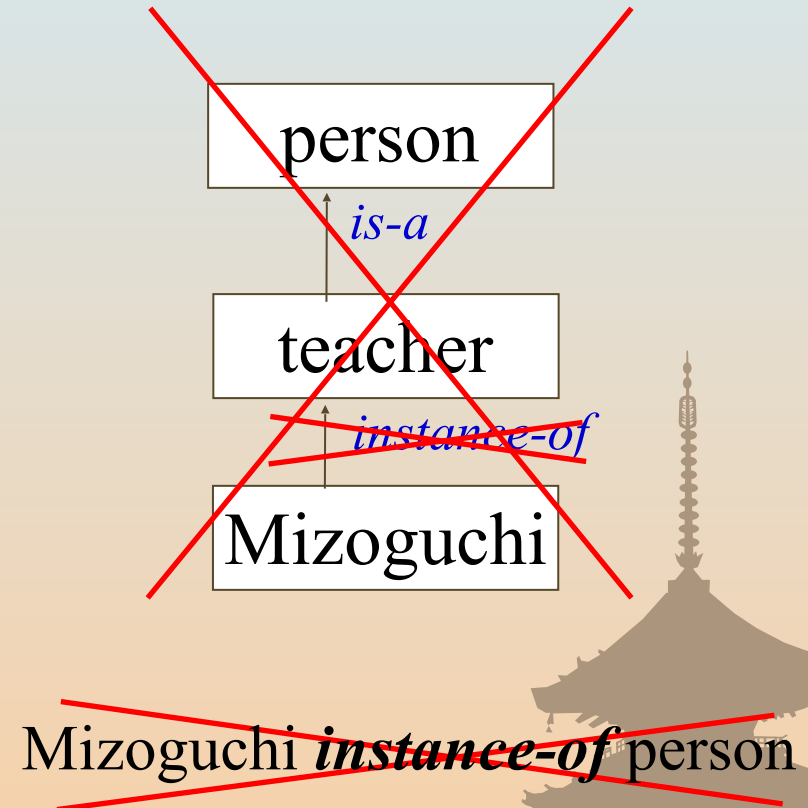 person
is-a
teacher
instance-of
Mizoguchi
Mizoguchi instance-of person